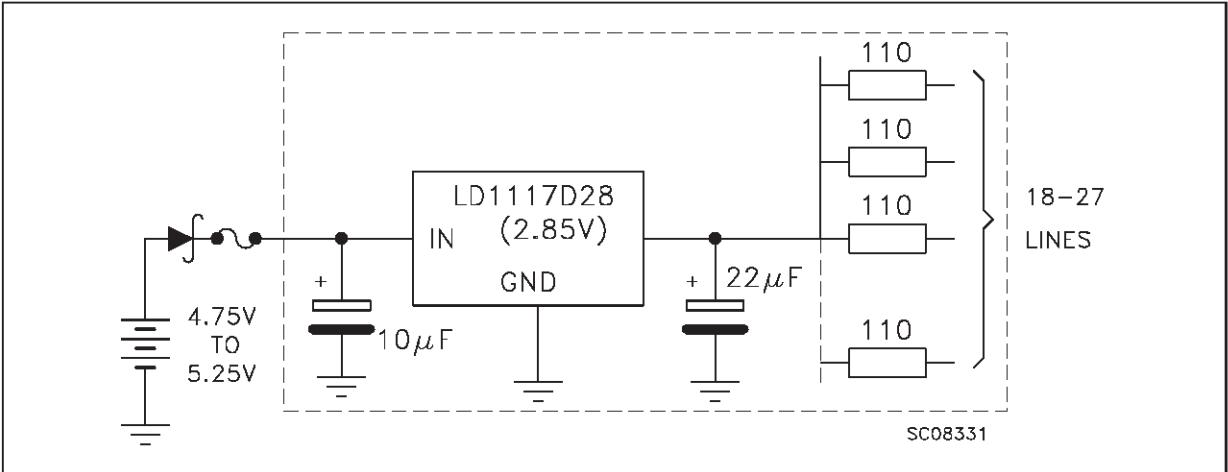 110
110
LD1117D28
(2.85V)
IN
GND
110
18-27
LINES
+
10µF
+
22µF
4.75V
TO
5.25V
110
SC08331